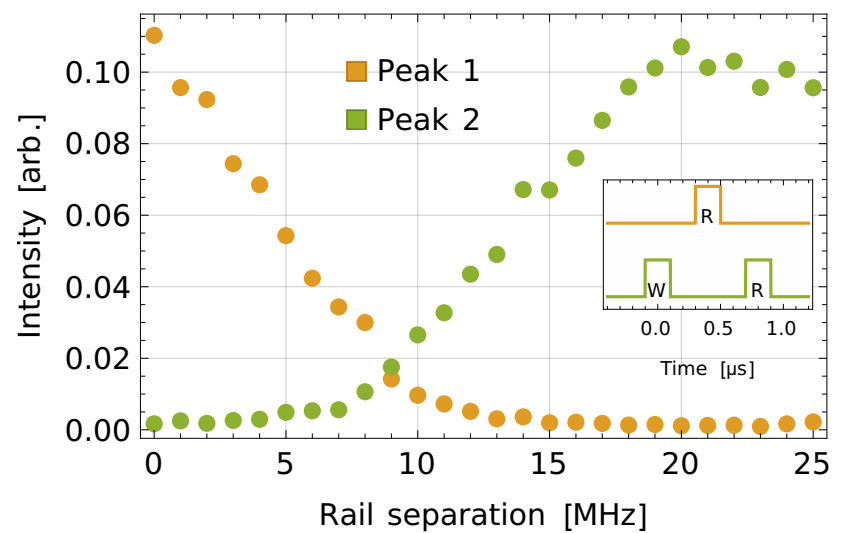 Intensity [arb.]
0.10
0.08
0.06
0.04
0.02
0.00
Peak 1
Peak 2
R
W
R
0.0 0.5 1.0
Time [µs]
0 5 10 15 20 25
Rail separation [MHz]